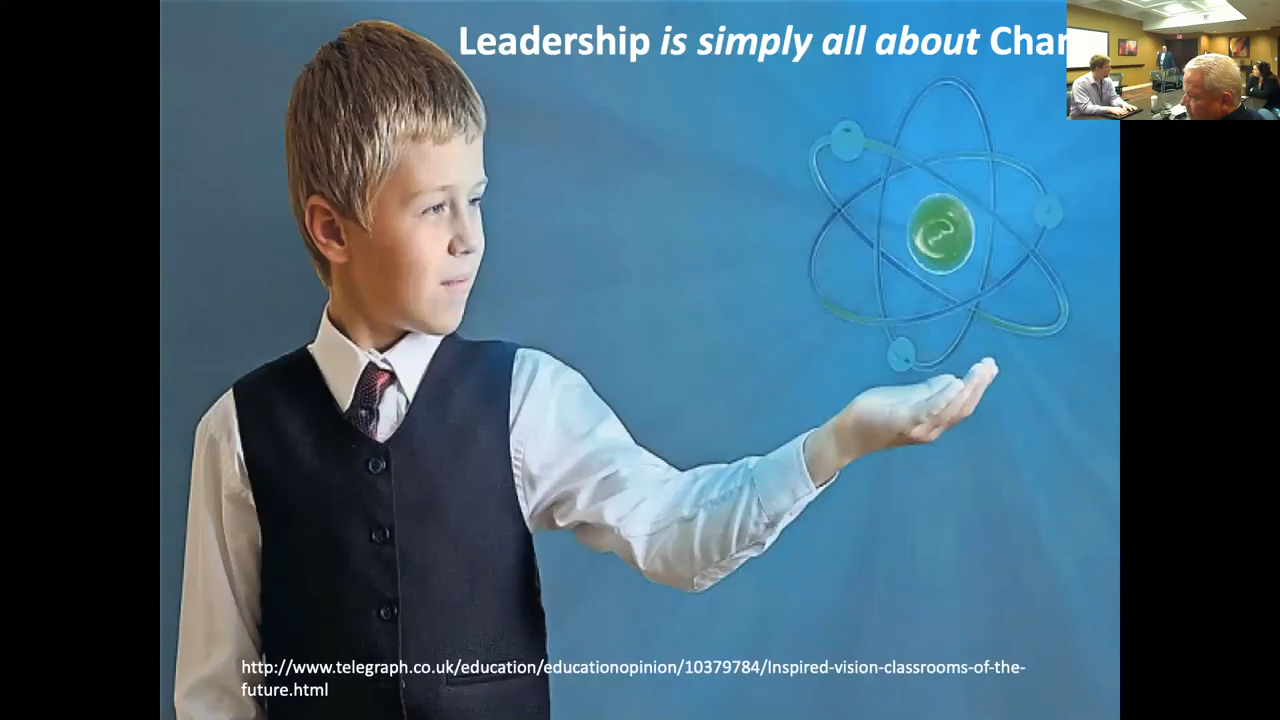 Leadership is simply all about
http://www.telegraph.co.uk/education/educationopinion/10379784/Inspired-vision-classrooms-of-the-
future.html